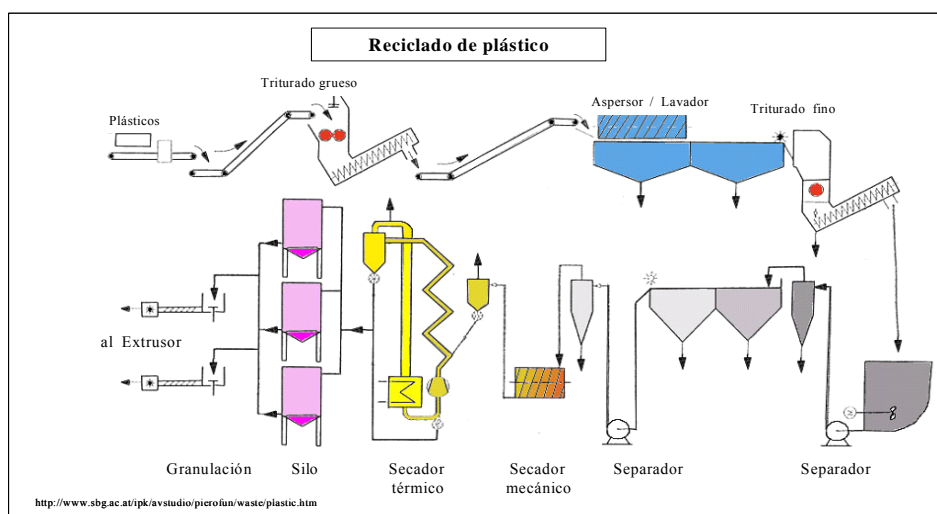 Reciclado de plástico
Triturado grueso
Aspersor / Lavador
Triturado fino
Plásticos
al Extrusor
Granulación
Silo
Secador
térmico
Secador
mecánico
Separador
Separador
http://www.sbg.ac.at/ipk/avstudio/pierofun/waste/plastic.htm